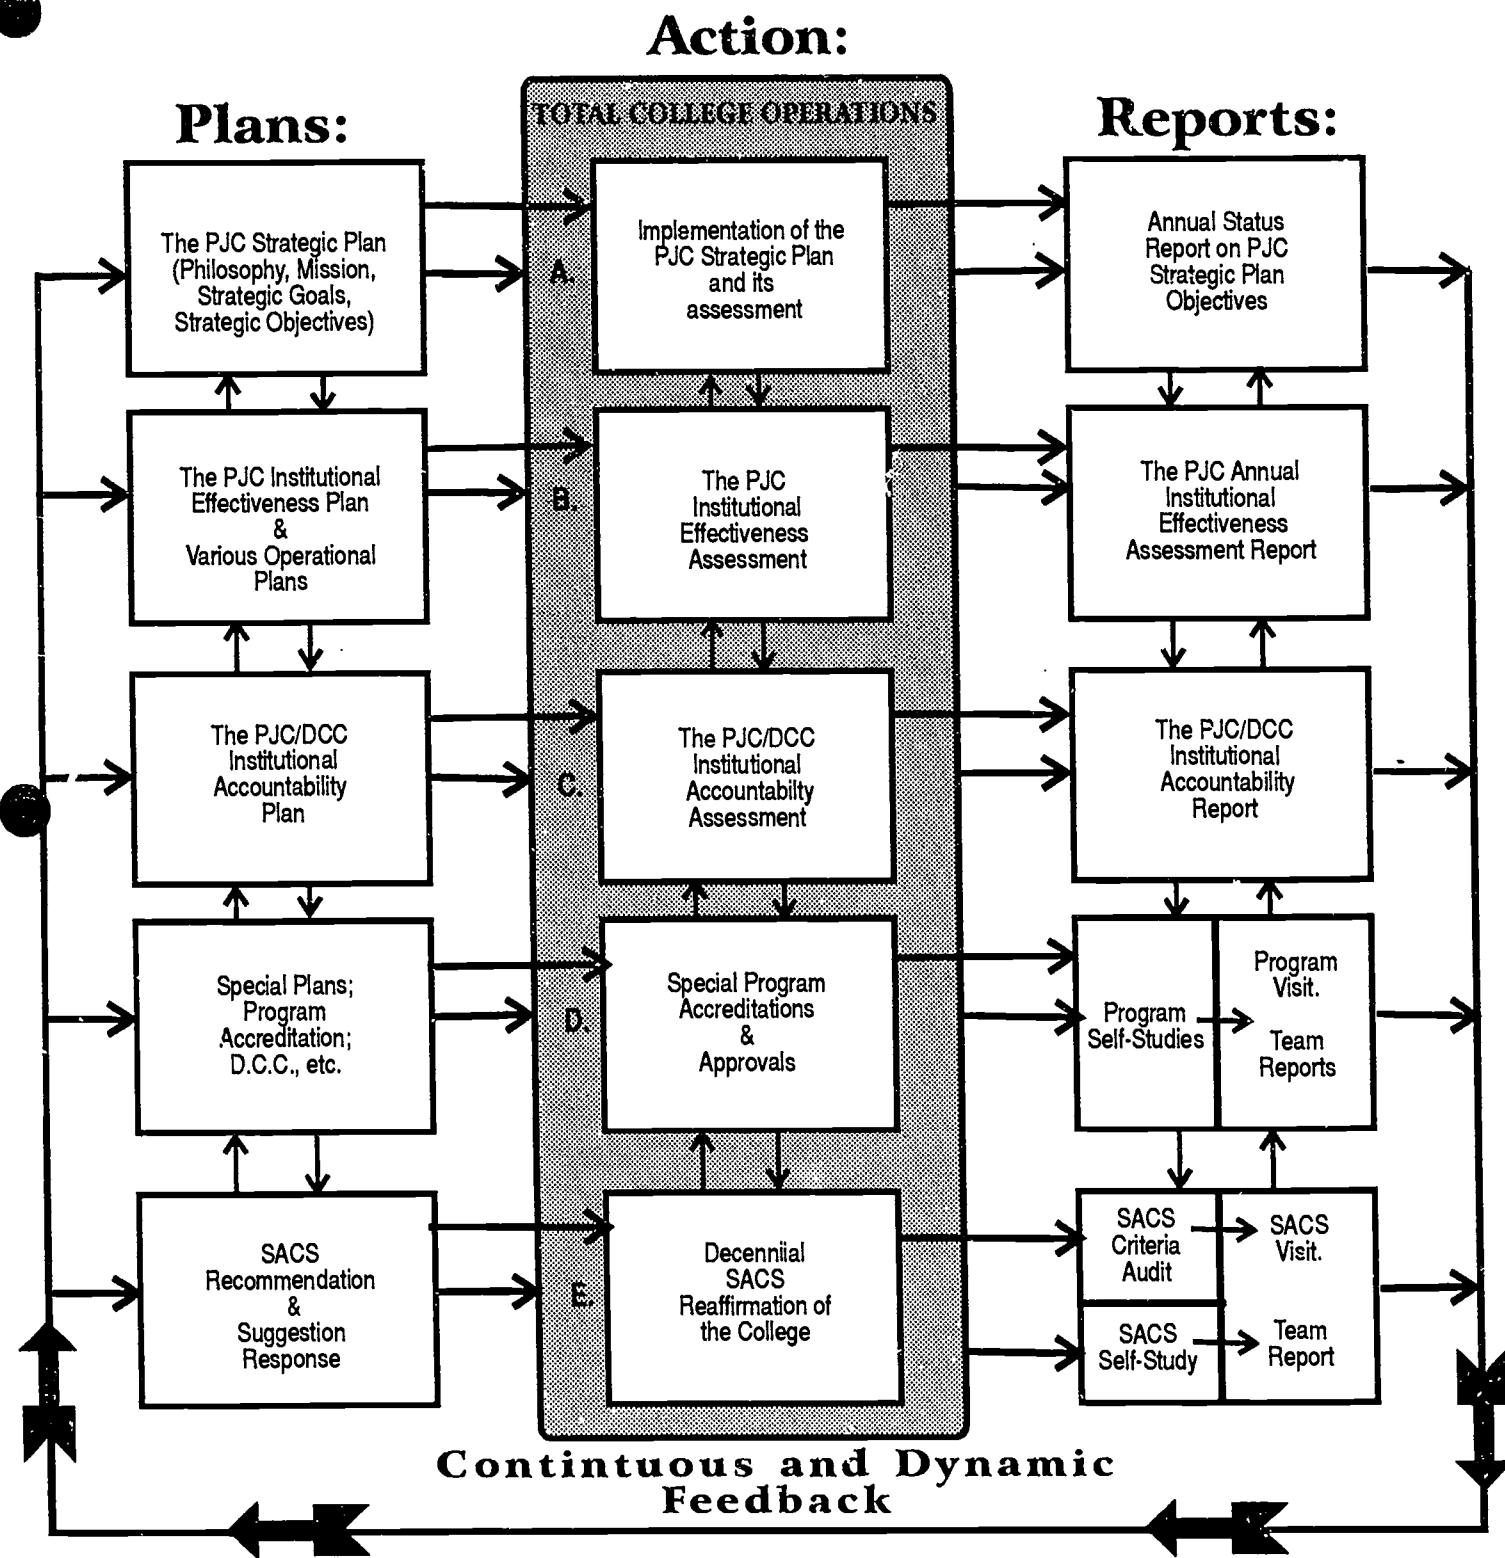 Action:
Plans:
Reports:
TOTAL COLLEGE OPERATIONS
The PJC Strategic Plan
(Philosophy, Mission,
Strategic Goals,
Strategic Objectives)
A.
Implementation of the
PJC Strategic Plan
and its
assessment
Annual Status
Report on PJC
Strategic Plan
Objectives
The PJC Institutional
Effectiveness Plan
&
Various Operational
Plans
B.
The PJC
Institutional
Effectiveness
Assessment
The PJC Annual
Institutional
Effectiveness
Assessment Report
The PJC/DCC
Institutional
Accountability
Plan
C.
The PJC/DCC
Institutional
Accountabilty
Assessment
The PJC/DCC
Institutional
Accountability
Report
Special Plans;
Program
Accreditation;
D.C.C., etc.
D.
Special Program
Accreditations
&
Approvals
Program
Self-Studies
Program
Visit.
Team
Reports
SACS
Recommendation
&
Suggestion
Response
E.
Decenniial
SACS
Reaffirmation of
the College
SACS
Criteria
Audit
SACS
Visit.
SACS
Self-Study
Team
Report
Contintuous and Dynamic
Feedback